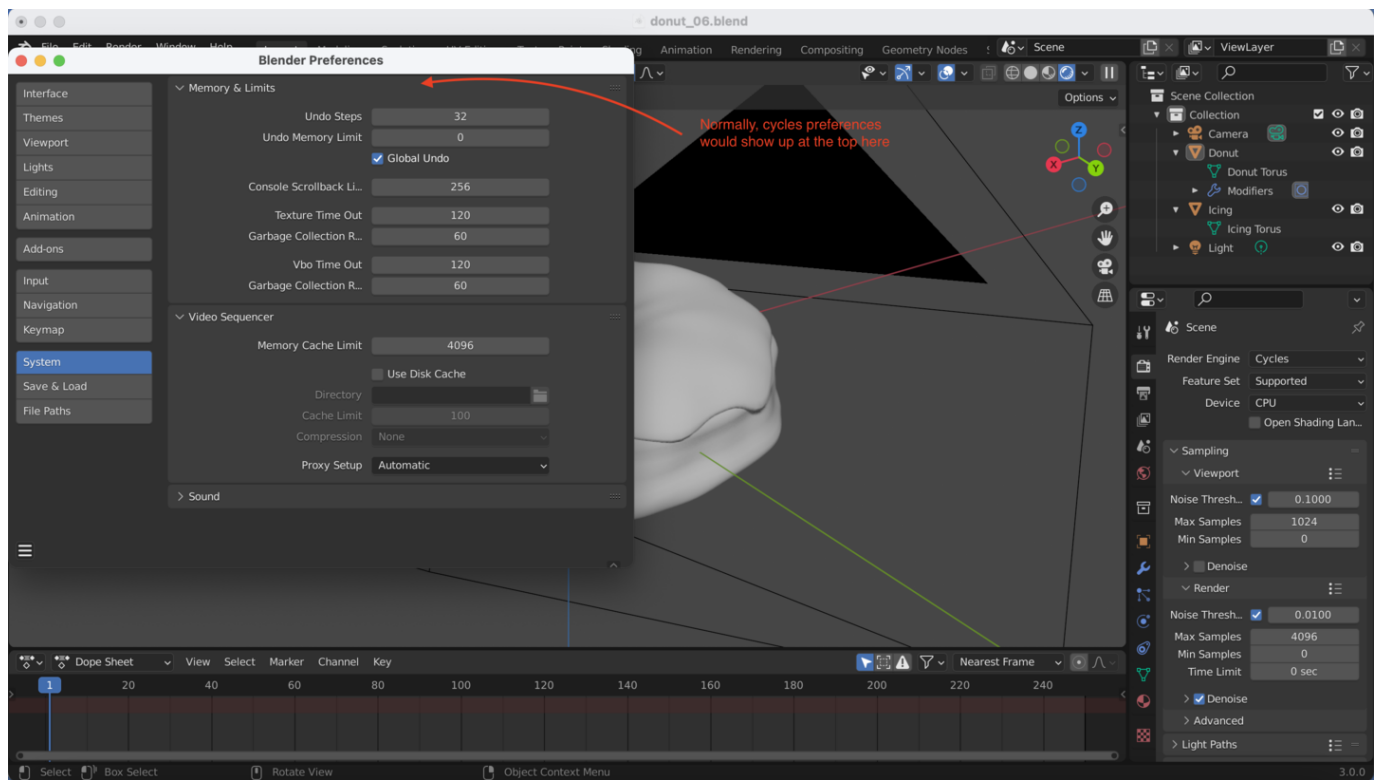 donut_06.blend
File Edit Render Window Help
Animation Rendering Compositing Geometry Nodes
Scene
ViewLayer
Blender Preferences
Interface
Themes
Viewport
Lights
Editing
Animation
Add-ons
Input
Navigation
Keymap
System
Save & Load
File Paths
Memory & Limits
Undo Steps 32
Undo Memory Limit 0
Global Undo
Console Scrollback Li... 256
Texture Time Out 120
Garbage Collection R... 60
Vbo Time Out 120
Garbage Collection R... 60
Video Sequencer
Memory Cache Limit 4096
Use Disk Cache
Directory
Cache Limit 100
Compression None
Proxy Setup Automatic
Sound
Normally, cycles preferences
would show up at the top here
Options
Z
X
Y
Scene Collection
Collection
Camera
Donut
Donut Torus
Modifiers
Icing
Icing Torus
Light
Scene
Render Engine Cycles
Feature Set Supported
Device CPU
Open Shading Lan...
Sampling
Viewport
Noise Thresh... 0.1000
Max Samples 1024
Min Samples 0
Denoise
Render
Noise Thresh... 0.0100
Max Samples 4096
Min Samples 0
Time Limit 0 sec
Denoise
Advanced
Light Paths
Dope Sheet View Select Marker Channel Key
Nearest Frame
1 20 40 60 80 100 120 140 160 180 200 220 240
Select Box Select Rotate View Object Context Menu
3.0.0